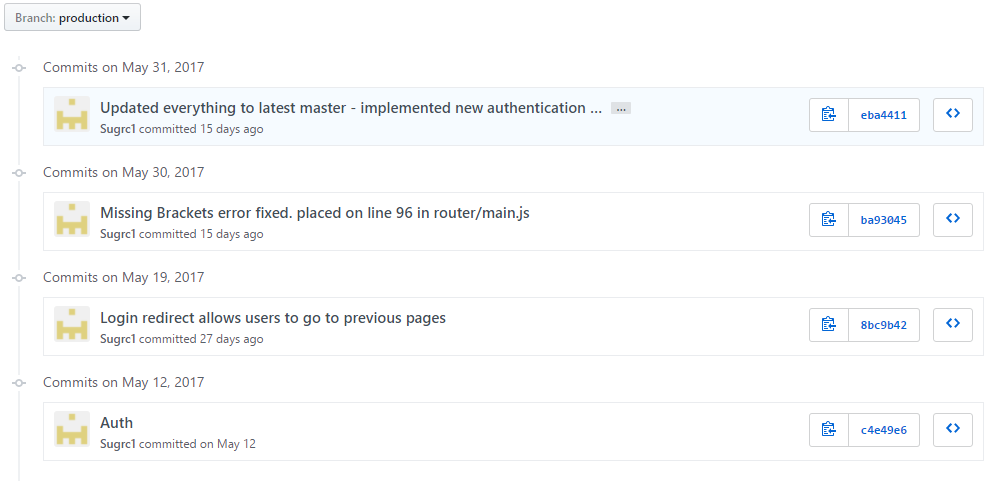 Branch: production
Commits on May 31, 2017
Updated everything to latest master - implemented new authentication ... ...
Sugrc1 committed 15 days ago
eba4411
Commits on May 30, 2017
Missing Brackets error fixed. placed on line 96 in router/main.js
Sugrc1 committed 15 days ago
ba93045
Commits on May 19, 2017
Login redirect allows users to go to previous pages
Sugrc1 committed 27 days ago
8bc9b42
Commits on May 12, 2017
Auth
Sugrc1 committed on May 12
c4e49e6